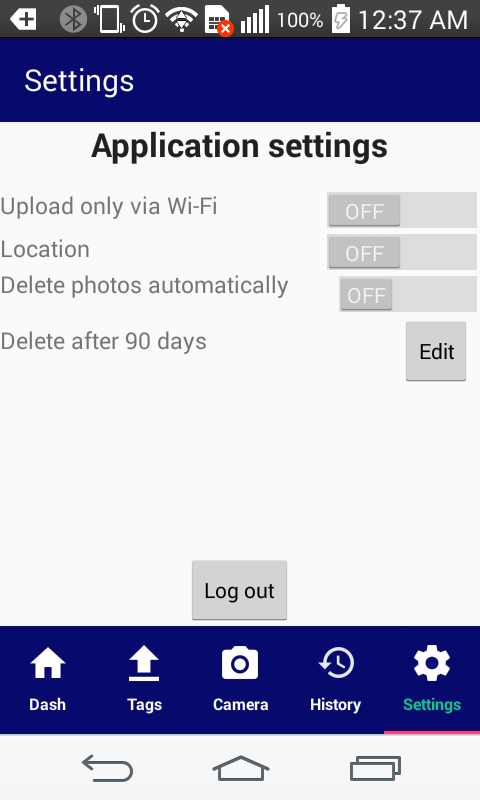 100% 12:37 AM
Settings
Application settings
Upload only via Wi-Fi OFF
Location OFF
Delete photos automatically OFF
Delete after 90 days Edit
Log out
Dash Tags Camera History Settings